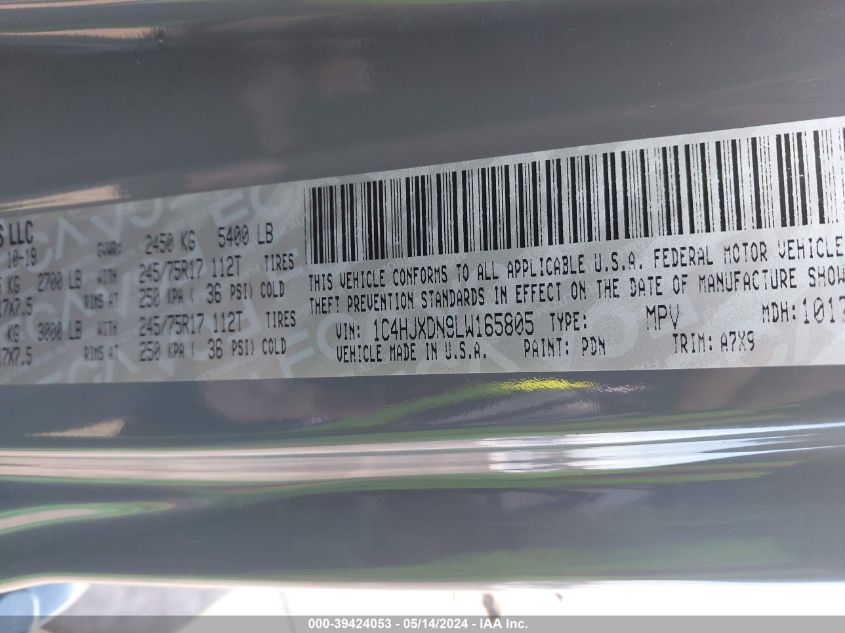 S LLC
10-19
GVWR: 2450 KG 5400 LB
KG 2700 LB WITH 245/75R17 112T TIRES
17X7.5 RIMS AT 250 KPA ( 36 PSI) COLD
KG 3000 LB WITH 245/75R17 112T TIRES
17X7.5 RIMS AT 250 KPA ( 36 PSI) COLD
THIS VEHICLE CONFORMS TO ALL APPLICABLE U.S.A. FEDERAL MOTOR VEHICLE
THEFT PREVENTION STANDARDS IN EFFECT ON THE DATE OF MANUFACTURE SHOW
VIN: 1C4HJXDN9LW165805 TYPE: MPV MDH: 1017
VEHICLE MADE IN U.S.A. PAINT: PDN TRIM: A7X9
000-39424053 — 05/14/2024 — IAA Inc.